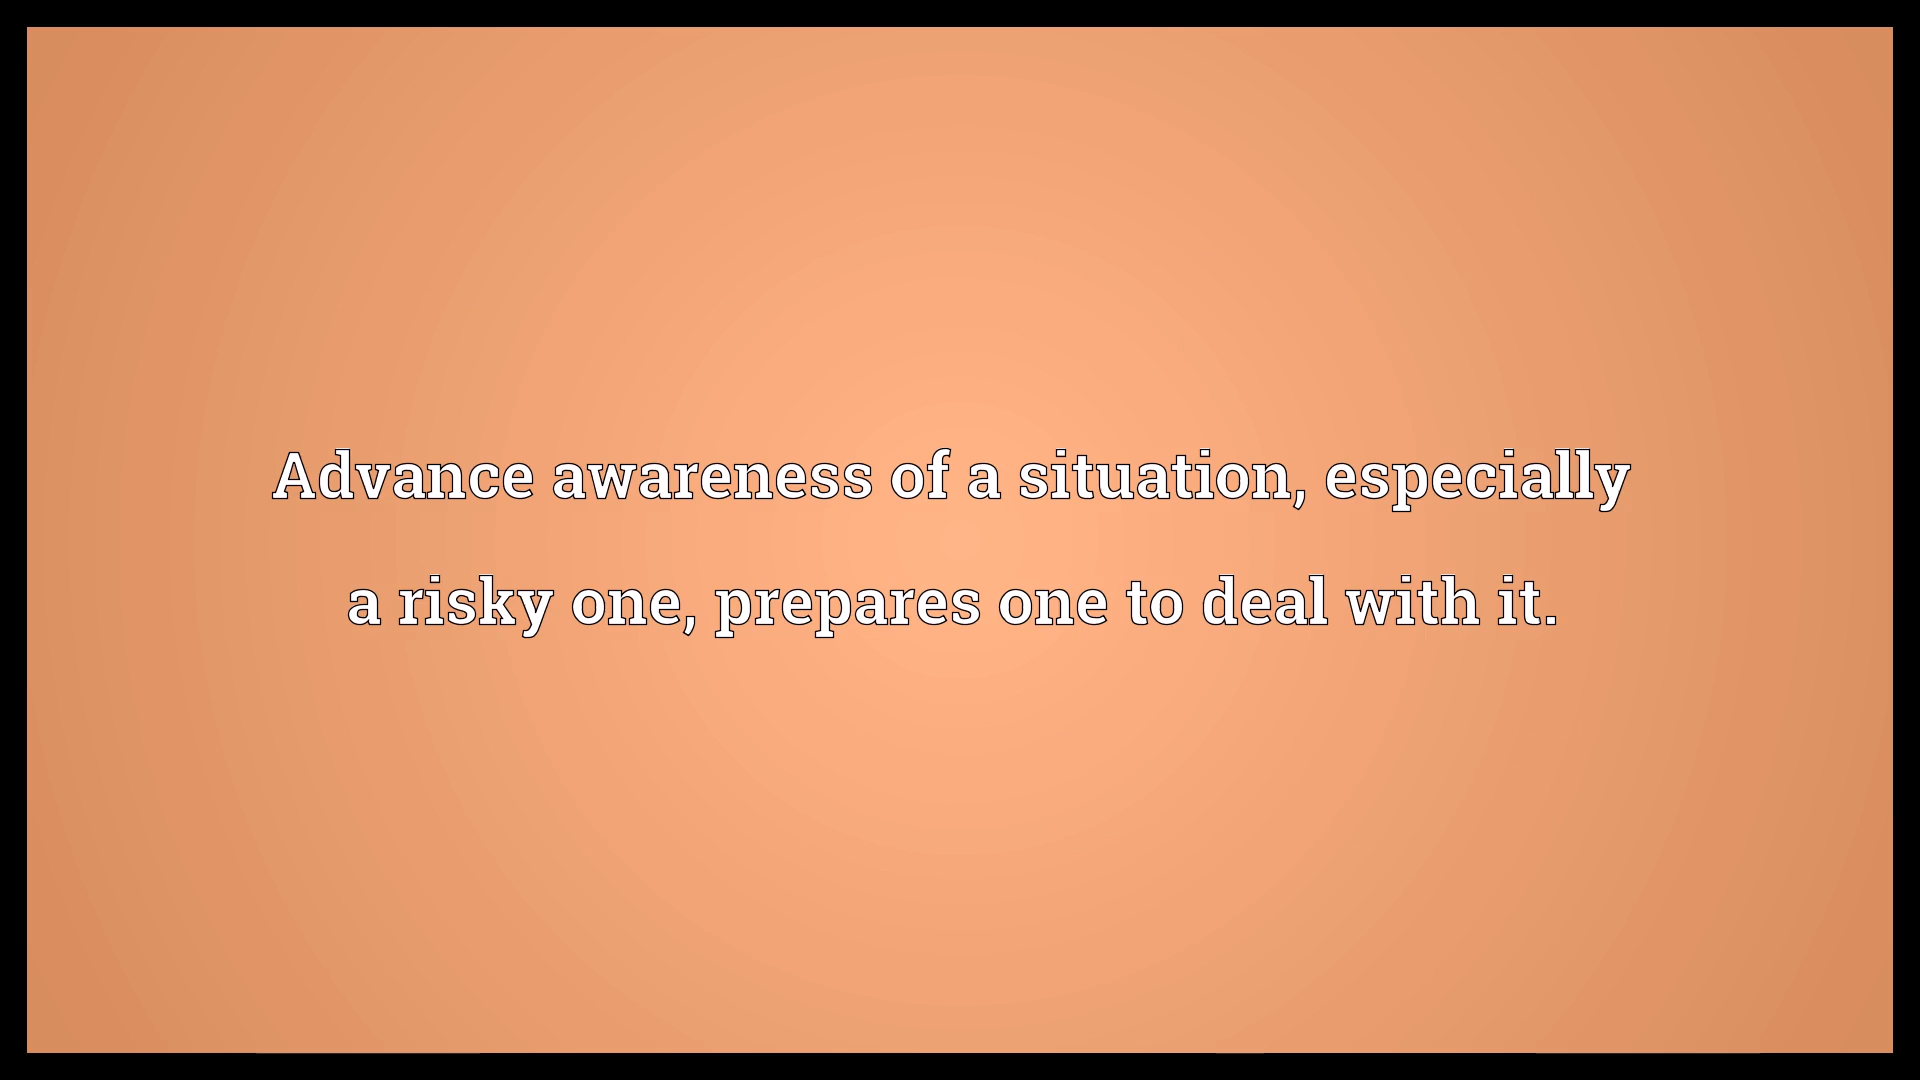 Advance awareness of a situation, especially
a risky one, prepares one to deal with it.